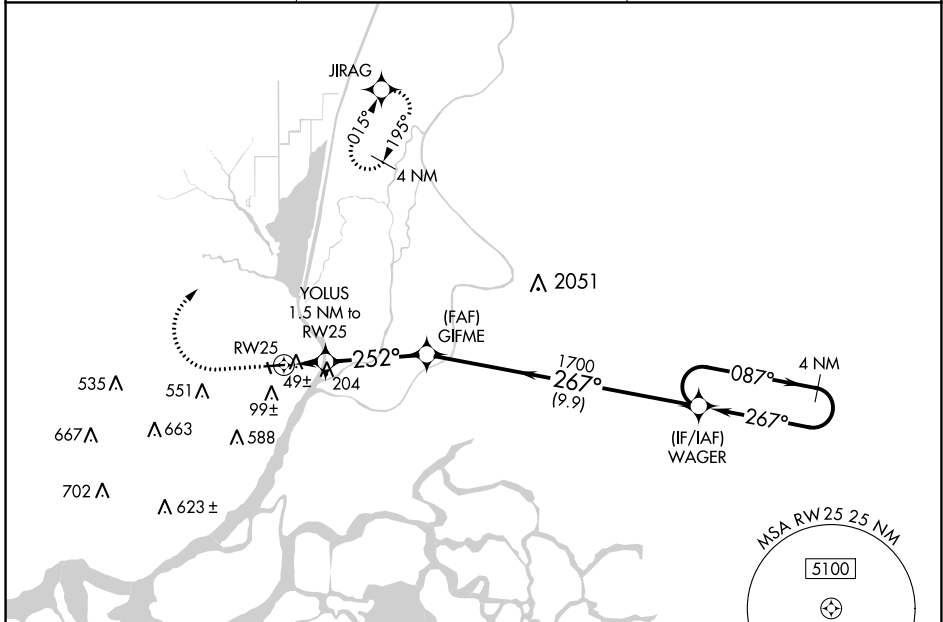 JIRAG
015°
195°
4 NM
2051
YOLUS
1.5 NM to
RW25
(FAF)
GIFME
RW25
252°
1700
267°
(9.9)
087°
4 NM
267°
(IF/IAF)
WAGER
49±
204
535
551
99±
667
663
588
702
623 ±
MSA RW25 25 NM
5100